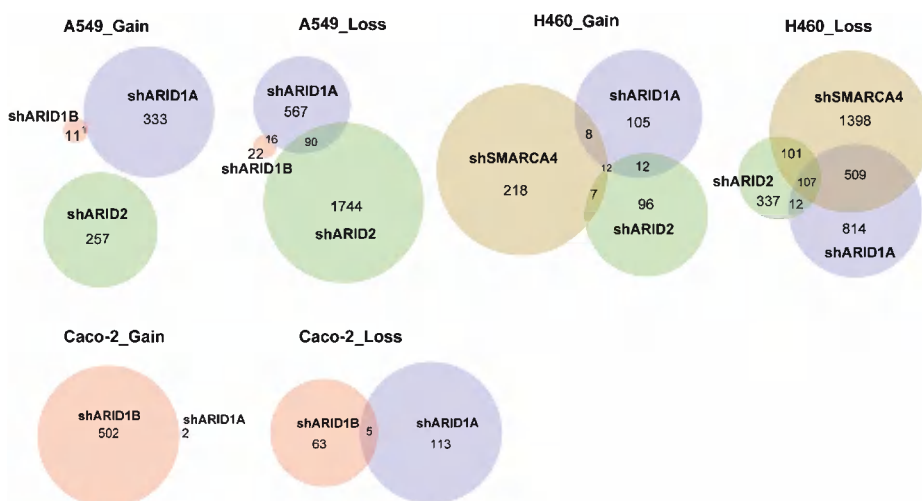 A549_Gain
shARID1A
333
shARID1B
11
1
shARID2
257
A549_Loss
shARID1A
567
16
90
22
shARID1B
1744
shARID2
H460_Gain
shARID1A
8
105
shSMARCA4
12
12
218
7
96
shARID2
H460_Loss
shSMARCA4
1398
101
shARID2
107
509
337
12
814
shARID1A
Caco-2_Gain
shARID1B
502
shARID1A
2
Caco-2_Loss
shARID1B
63
5
shARID1A
113